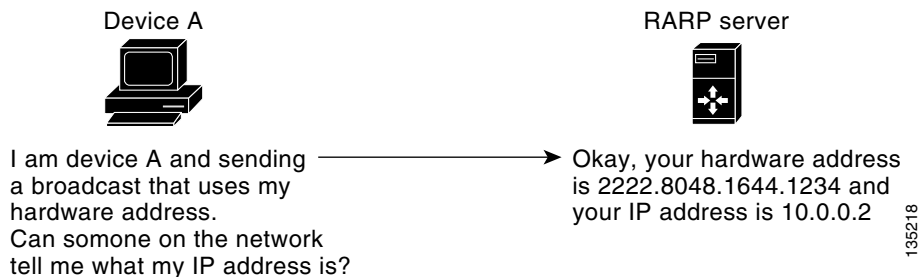 Device A
RARP server
I am device A and sending
a broadcast that uses my
hardware address.
Can somone on the network
tell me what my IP address is?
Okay, your hardware address
is 2222.8048.1644.1234 and
your IP address is 10.0.0.2
135218